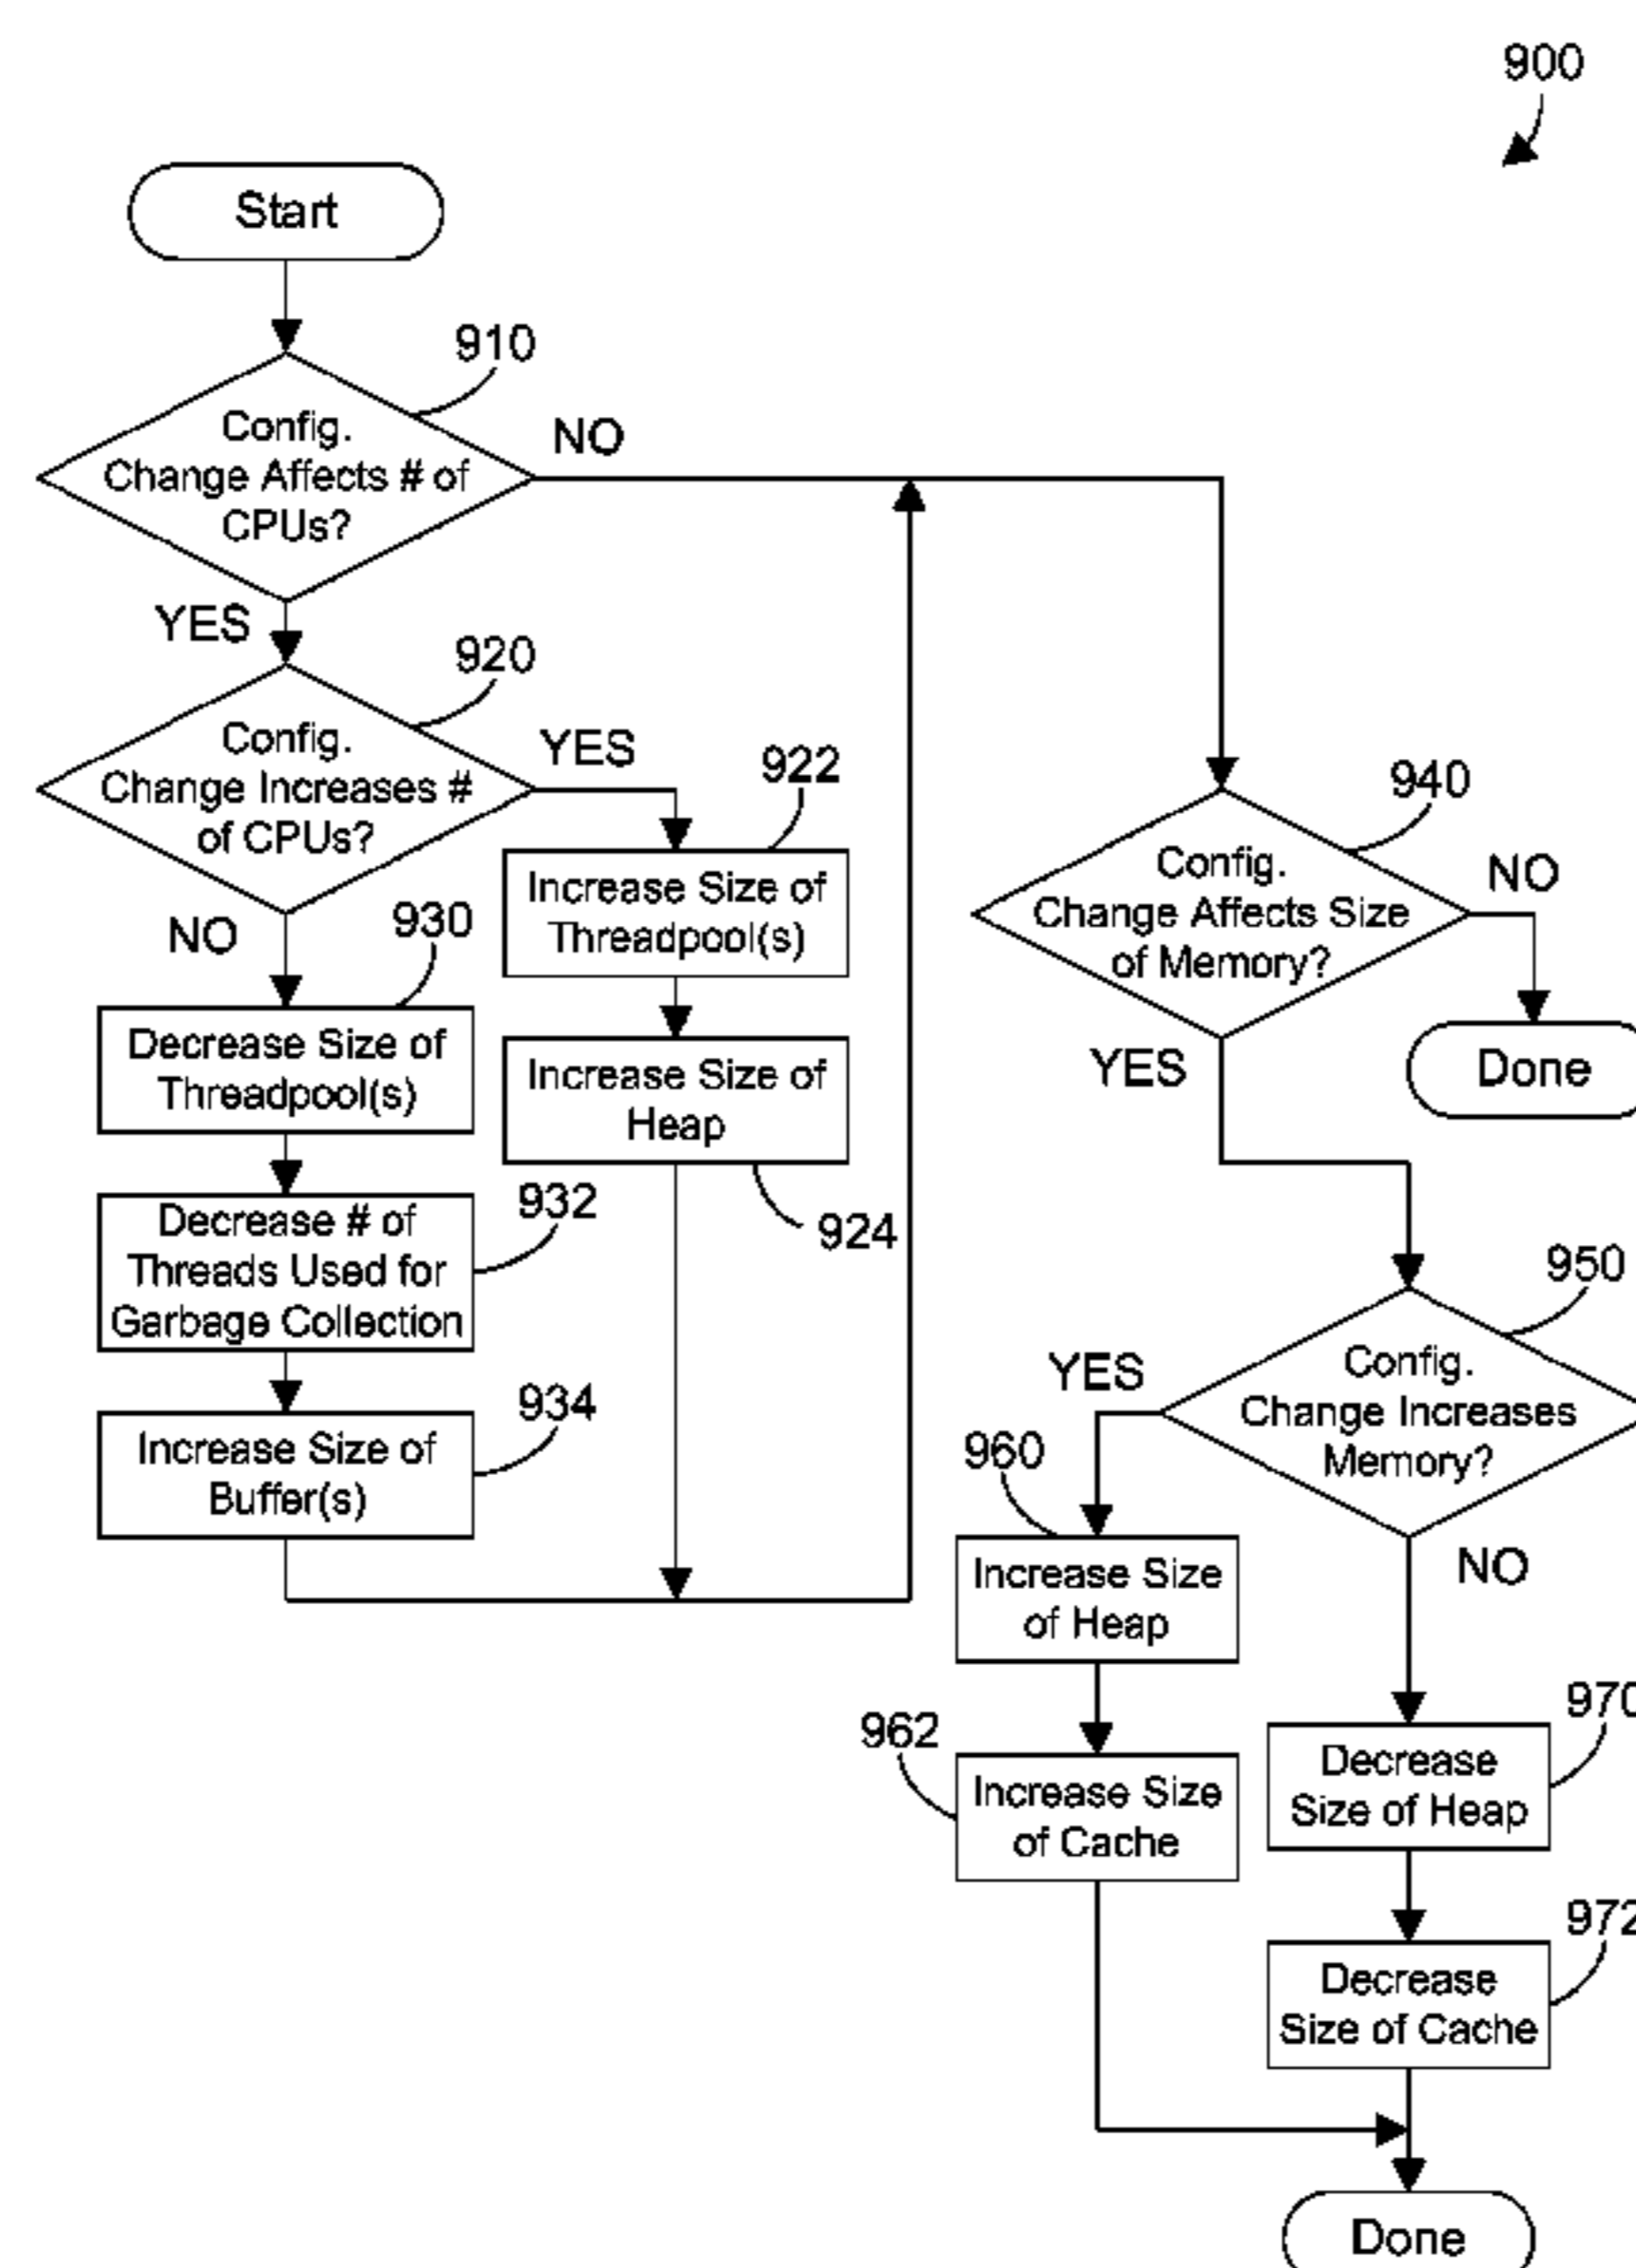 900
Start
910
Config.
Change Affects # of
CPUs?
NO
YES
920
Config.
Change Increases #
of CPUs?
YES
922
Increase Size of
Threadpool(s)
NO
930
Decrease Size of
Threadpool(s)
Increase Size of
Heap
924
932
Decrease # of
Threads Used for
Garbage Collection
934
Increase Size of
Buffer(s)
940
Config.
Change Affects Size
of Memory?
NO
Done
YES
950
Config.
Change Increases
Memory?
YES
960
Increase Size
of Heap
NO
962
Increase Size
of Cache
970
Decrease
Size of Heap
972
Decrease
Size of Cache
Done